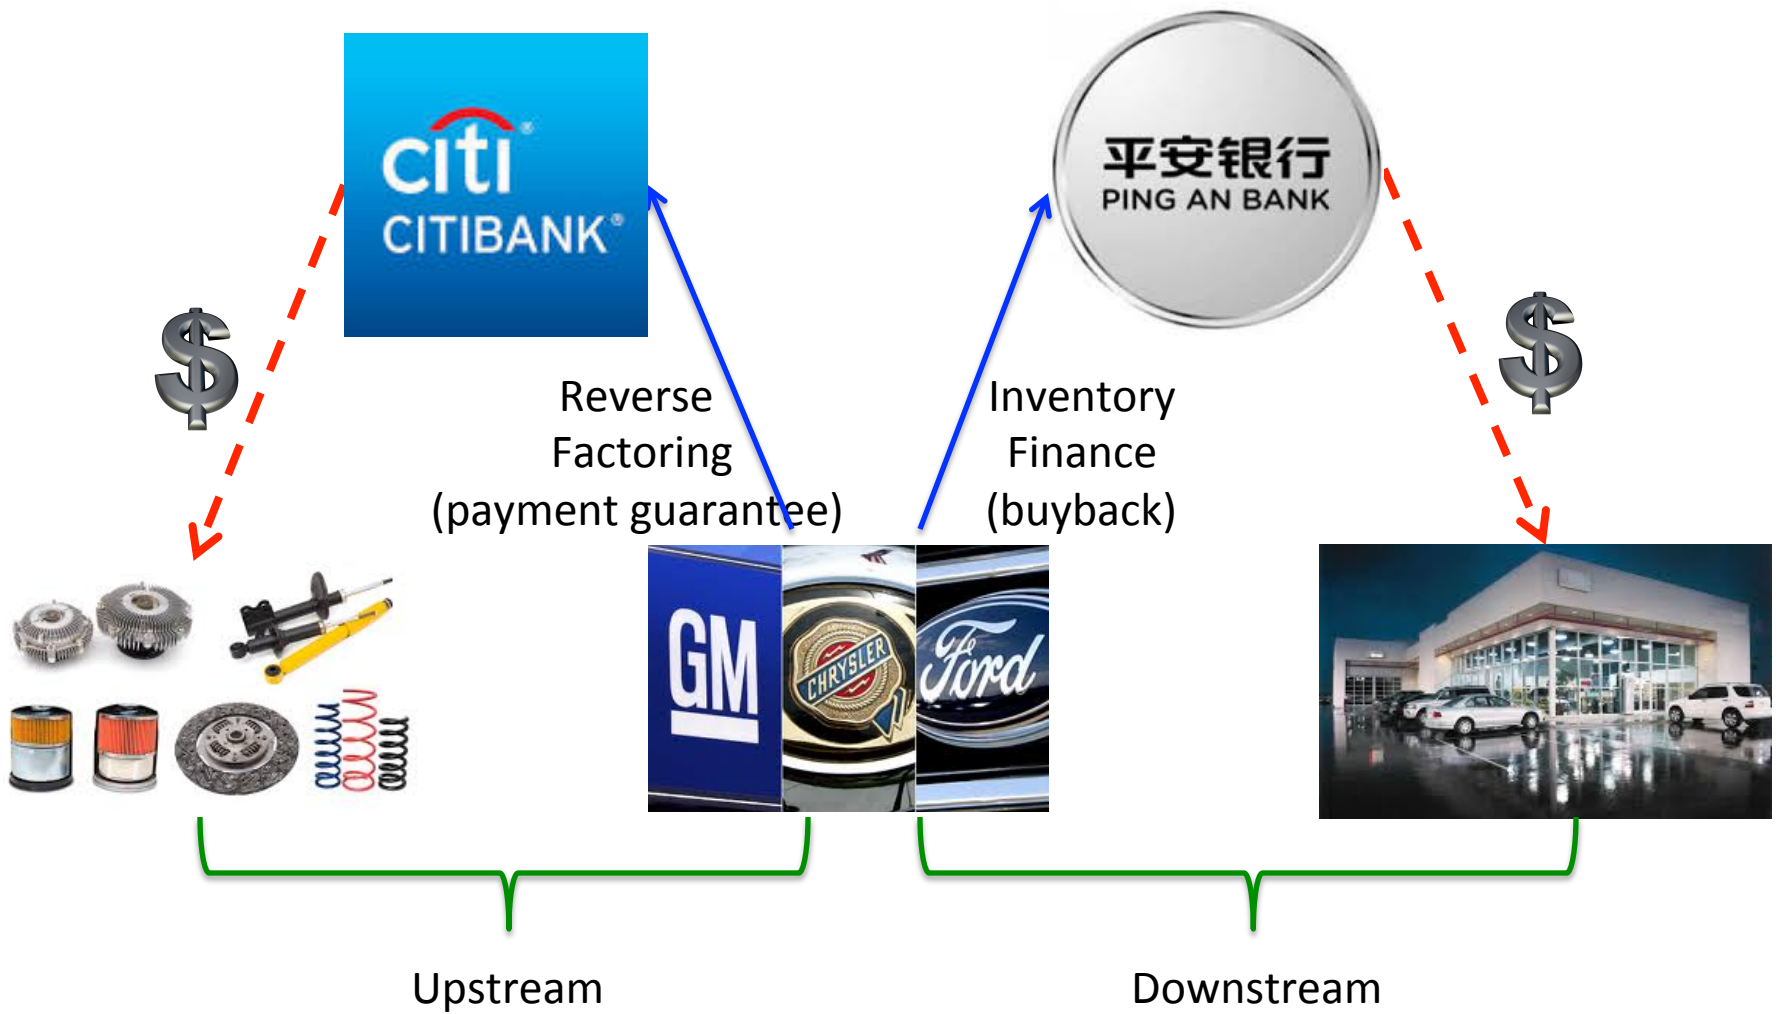 citi®
CITIBANK®
平安银行
PING AN BANK
$
$
Reverse
Factoring
(payment guarantee)
Inventory
Finance
(buyback)
GM
CHRYSLER
Ford
Upstream
Downstream